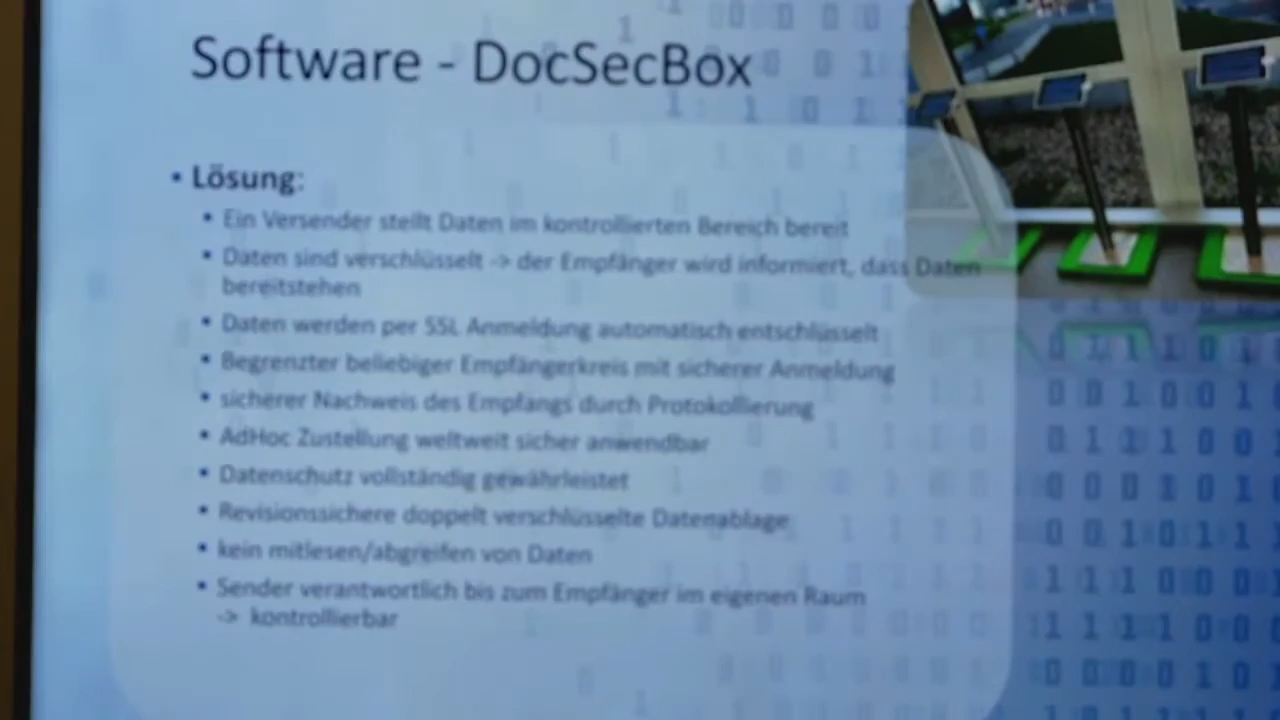 Software - DocSecBox
• Lösung:
• Ein Versender stellt Daten im kontrollierten Bereich bereit
• Daten sind verschlüsselt -> der Empfänger wird informiert, dass Daten
bereitstehen
• Daten werden per SSL Anmeldung automatisch entschlüsselt
• Begrenzter beliebiger Empfängerkreis mit sicherer Anmeldung
• sicherer Nachweis des Empfangs durch Protokollierung
• AdHoc Zustellung weltweit sicher anwendbar
• Datenschutz vollständig gewährleistet
• Revisionssichere doppelt verschlüsselte Datenablage
• kein mitlesen/abgreifen von Daten
• Sender verantwortlich bis zum Empfänger im eigenen Raum
-> kontrollierbar